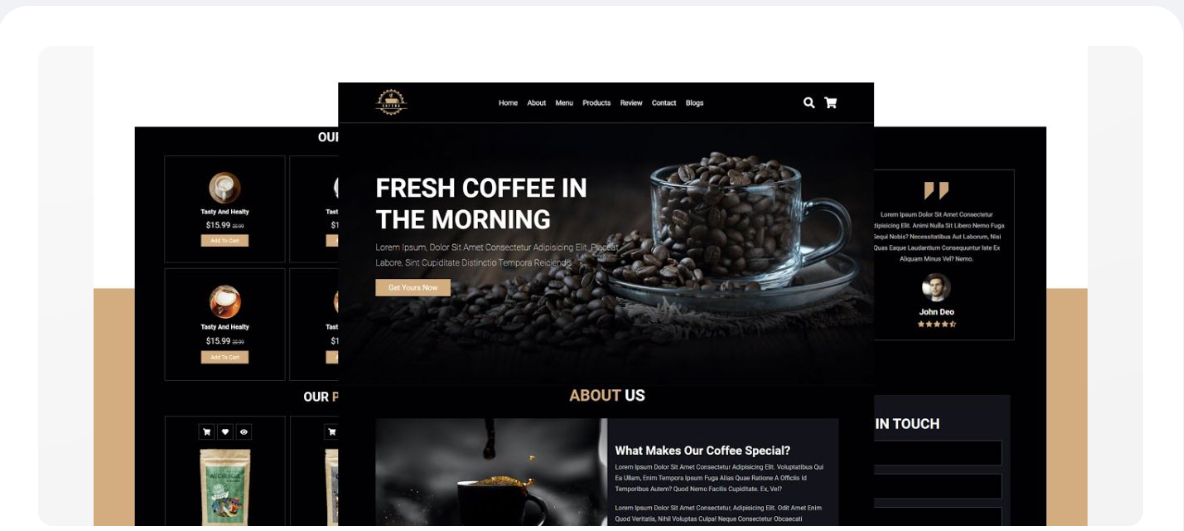 Home About Menu Products Review Contact Blogs
FRESH COFFEE IN
THE MORNING
Lorem Ipsum, Dolor Sit Amet Consectetur Adipisicing Elit. Placeat
Labore, Sint Cupiditate Distinctio Tempora Reiciendis.
Get Yours Now
ABOUT US
What Makes Our Coffee Special?
Lorem Ipsum Dolor Sit Amet Consectetur Adipisicing Elit. Voluptatibus Qui
Ea Ullam, Enim Tempora Ipsum Fuga Alias Quae Ratione A Officiis Id
Temporibus Autem? Quod Nemo Facilis Cupiditate. Ex, Vel?
Lorem Ipsum Dolor Sit Amet Consectetur, Adipisicing Elit. Odit Amet Enim
Quod Veritatis, Nihil Voluptas Culpa! Neque Consectetur Obcaecati
OU
Tasty And Healty
$15.99
Add To Cart
Tast
$1
Tasty And Healty
$15.99
Add To Cart
Tast
$1
OUR P
Lorem Ipsum Dolor Sit Amet Consectetur
dipisicing Elit. Animi Nulla Sit Libero Nemo Fuga
Sequi Nobis? Necessitatibus Aut Laborum, Nisi
Quas Eaque Laudantium Consequuntur Iste Ex
Aliquam Minus Vel? Nemo.
John Deo
IN TOUCH